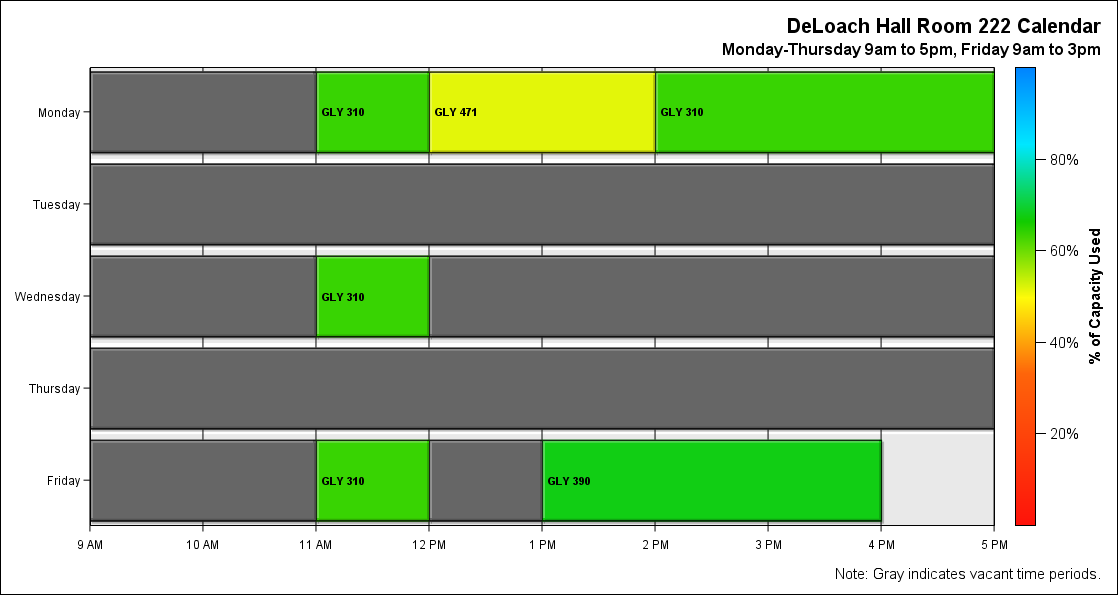 DeLoach Hall Room 222 Calendar
Monday-Thursday 9am to 5pm, Friday 9am to 3pm
Monday
GLY 310
GLY 471
GLY 310
80%
Tuesday
60%
% of Capacity Used
Wednesday
GLY 310
40%
Thursday
20%
Friday
GLY 310
GLY 390
9 AM 10 AM 11 AM 12 PM 1 PM 2 PM 3 PM 4 PM 5 PM
Note: Gray indicates vacant time periods.